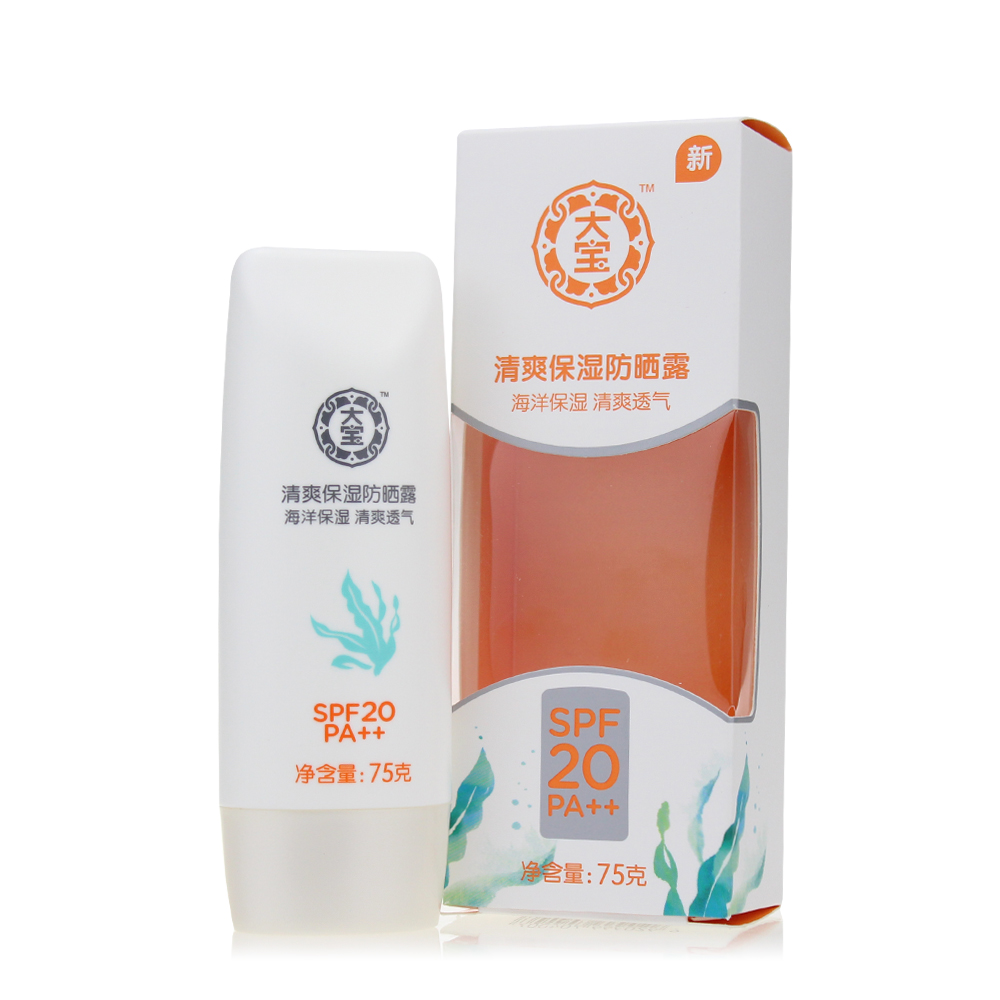 大
宝
TM
清爽保湿防晒露
海洋保湿 清爽透气
SPF20
PA++
净含量:75克
新
大
宝
TM
清爽保湿防晒露
海洋保湿 清爽透气
SPF
20
PA++
净含量:75克